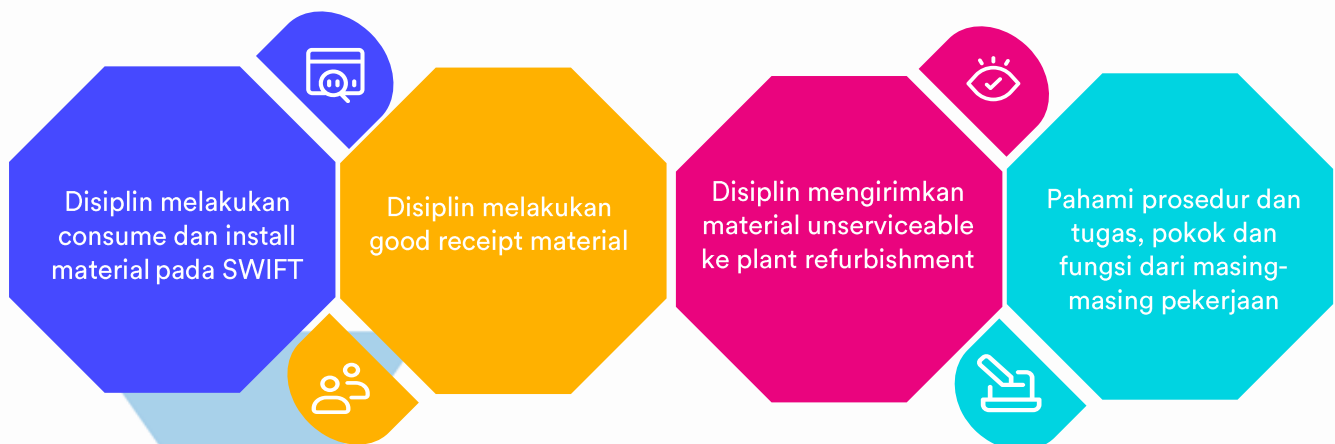 Disiplin melakukan
consume dan install
material pada SWIFT
Disiplin melakukan
good receipt material
Disiplin mengirimkan
material unserviceable
ke plant refurbishment
Pahami prosedur dan
tugas, pokok dan
fungsi dari masing-
masing pekerjaan